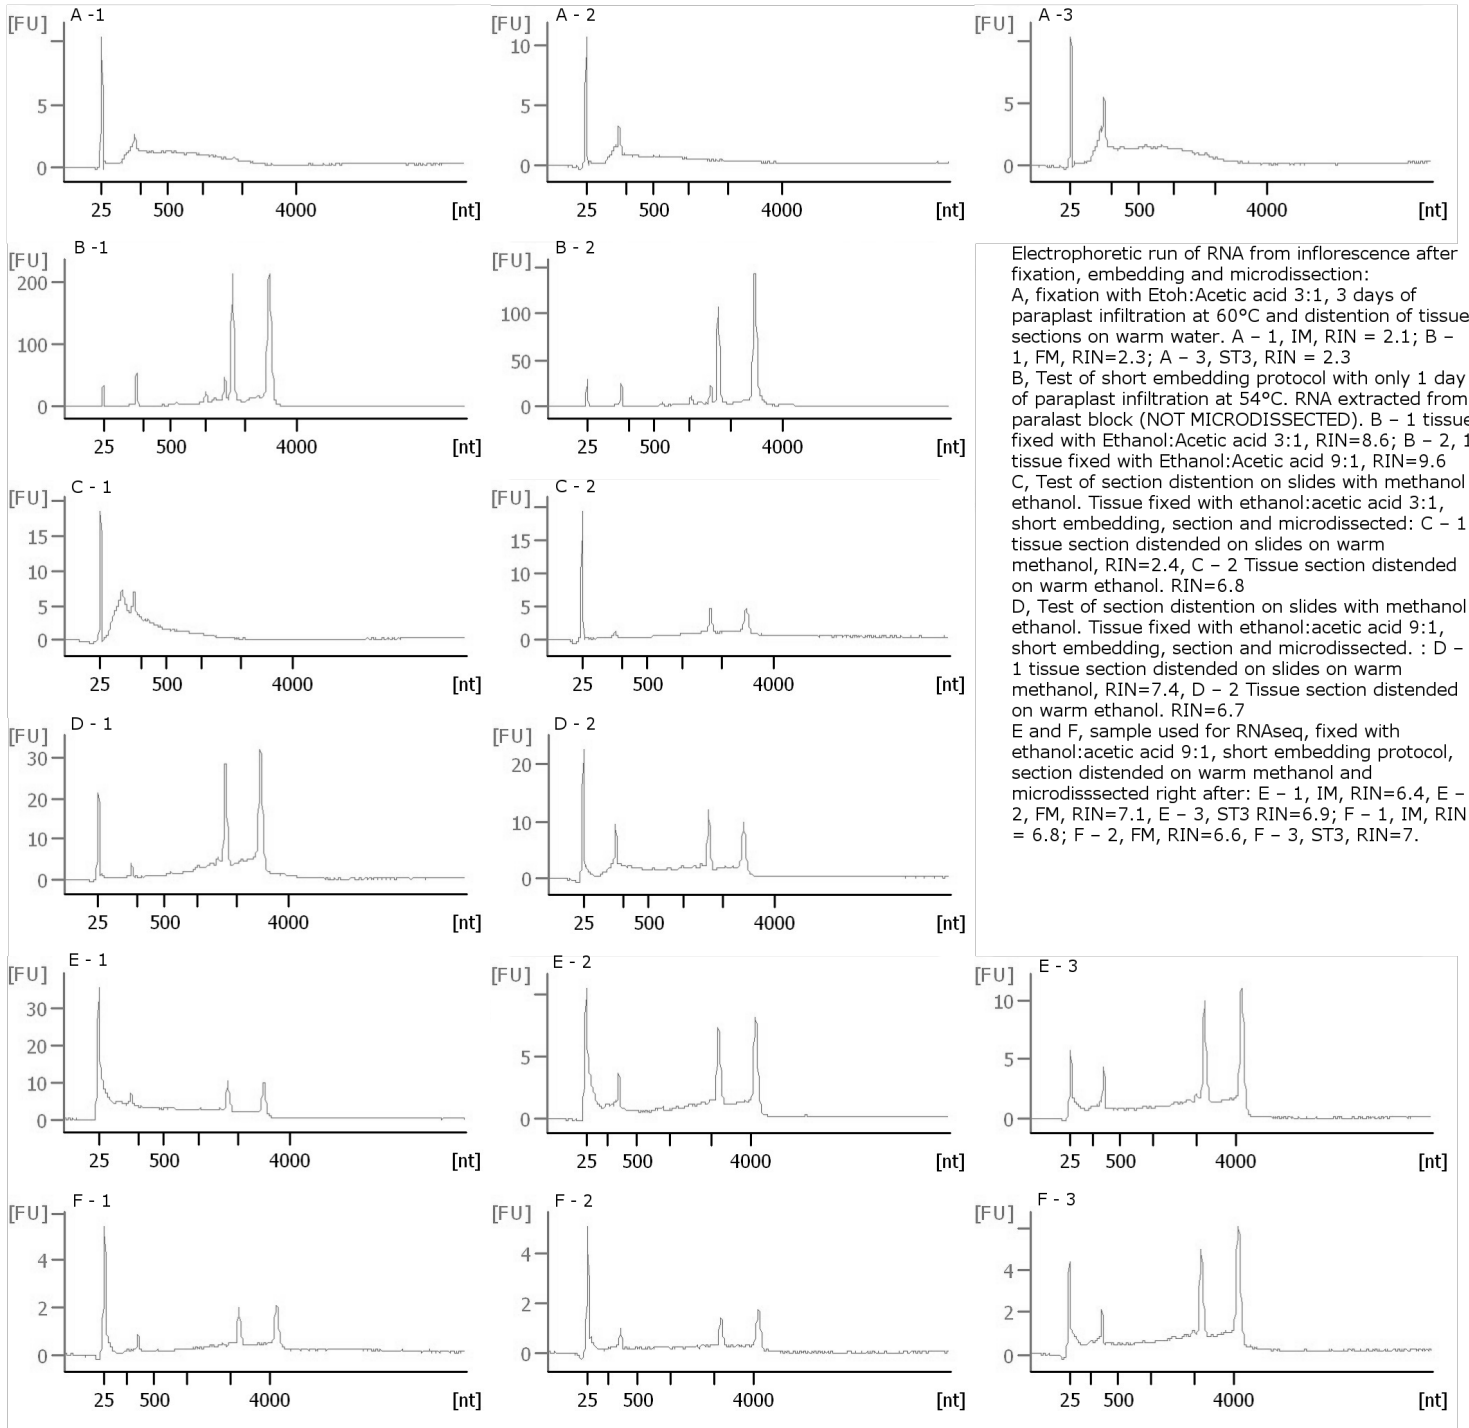 A -1
[FU]
5
0
25 500 4000 [nt]
A - 2
[FU]
10
5
0
25 500 4000 [nt]
A -3
[FU]
5
0
25 500 4000 [nt]
B -1
[FU]
200
100
0
25 500 4000 [nt]
B - 2
[FU]
100
50
0
25 500 4000 [nt]
Electrophoretic run of RNA from inflorescence after
fixation, embedding and microdissection:
A, fixation with Etoh:Acetic acid 3:1, 3 days of
paraplast infiltration at 60°C and distention of tissue
sections on warm water. A – 1, IM, RIN = 2.1; B –
1, FM, RIN=2.3; A – 3, ST3, RIN = 2.3
B, Test of short embedding protocol with only 1 day
of paraplast infiltration at 54°C. RNA extracted from
paralast block (NOT MICRODISSECTED). B – 1 tissue
fixed with Ethanol:Acetic acid 3:1, RIN=8.6; B – 2, 1
tissue fixed with Ethanol:Acetic acid 9:1, RIN=9.6
C, Test of section distention on slides with methanol
ethanol. Tissue fixed with ethanol:acetic acid 3:1,
short embedding, section and microdissected: C – 1
tissue section distended on slides on warm
methanol, RIN=2.4, C – 2 Tissue section distended
on warm ethanol. RIN=6.8
D, Test of section distention on slides with methanol
ethanol. Tissue fixed with ethanol:acetic acid 9:1,
short embedding, section and microdissected. : D –
1 tissue section distended on slides on warm
methanol, RIN=7.4, D – 2 Tissue section distended
on warm ethanol. RIN=6.7
E and F, sample used for RNAseq, fixed with
ethanol:acetic acid 9:1, short embedding protocol,
section distended on warm methanol and
microdisssected right after: E – 1, IM, RIN=6.4, E –
2, FM, RIN=7.1, E – 3, ST3 RIN=6.9; F – 1, IM, RIN
= 6.8; F – 2, FM, RIN=6.6, F – 3, ST3, RIN=7.
C - 1
[FU]
15
10
5
0
25 500 4000 [nt]
C - 2
[FU]
15
10
5
0
25 500 4000 [nt]
D - 1
[FU]
30
20
10
0
25 500 4000 [nt]
D - 2
[FU]
20
10
0
25 500 4000 [nt]
E - 1
[FU]
30
20
10
0
25 500 4000 [nt]
E - 2
[FU]
5
0
25 500 4000 [nt]
E - 3
[FU]
10
5
0
25 500 4000 [nt]
F - 1
[FU]
4
2
0
25 500 4000 [nt]
F - 2
[FU]
4
2
0
25 500 4000 [nt]
F - 3
[FU]
4
2
0
25 500 4000 [nt]